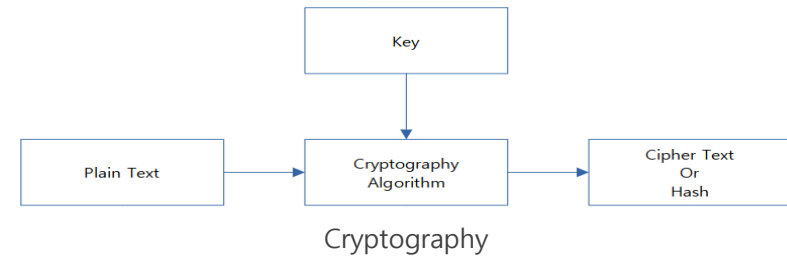 Key
Plain Text
Cryptography
Algorithm
Cipher Text
Or
Hash
Cryptography